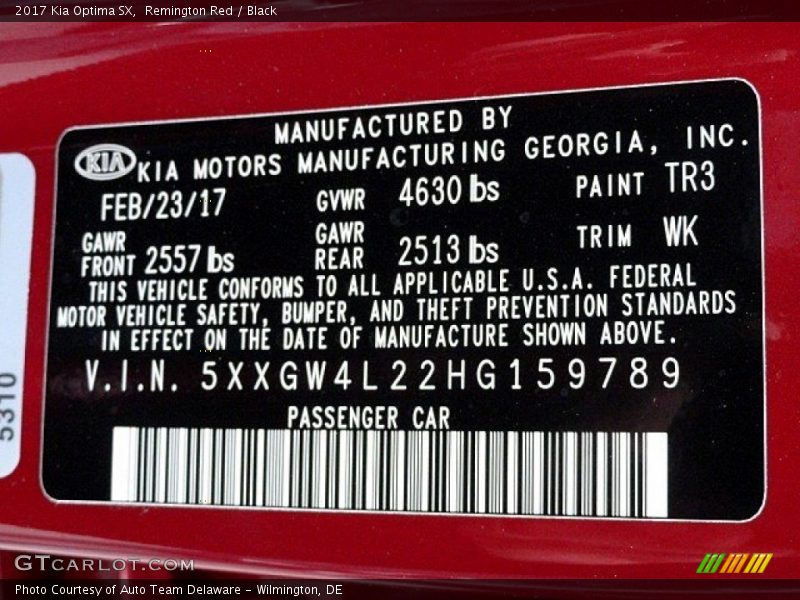 2017 Kia Optima SX, Remington Red / Black
MANUFACTURED BY
KIA KIA MOTORS MANUFACTURING GEORGIA, INC.
FEB/23/17 GVWR 4630 lbs PAINT TR3
GAWR FRONT 2557 lbs GAWR REAR 2513 lbs TRIM WK
THIS VEHICLE CONFORMS TO ALL APPLICABLE U.S.A. FEDERAL
MOTOR VEHICLE SAFETY, BUMPER, AND THEFT PREVENTION STANDARDS
IN EFFECT ON THE DATE OF MANUFACTURE SHOWN ABOVE.
V.I.N. 5XXGW4L22HG159789
PASSENGER CAR
5310
GTCARLOT.COM
Photo Courtesy of Auto Team Delaware - Wilmington, DE